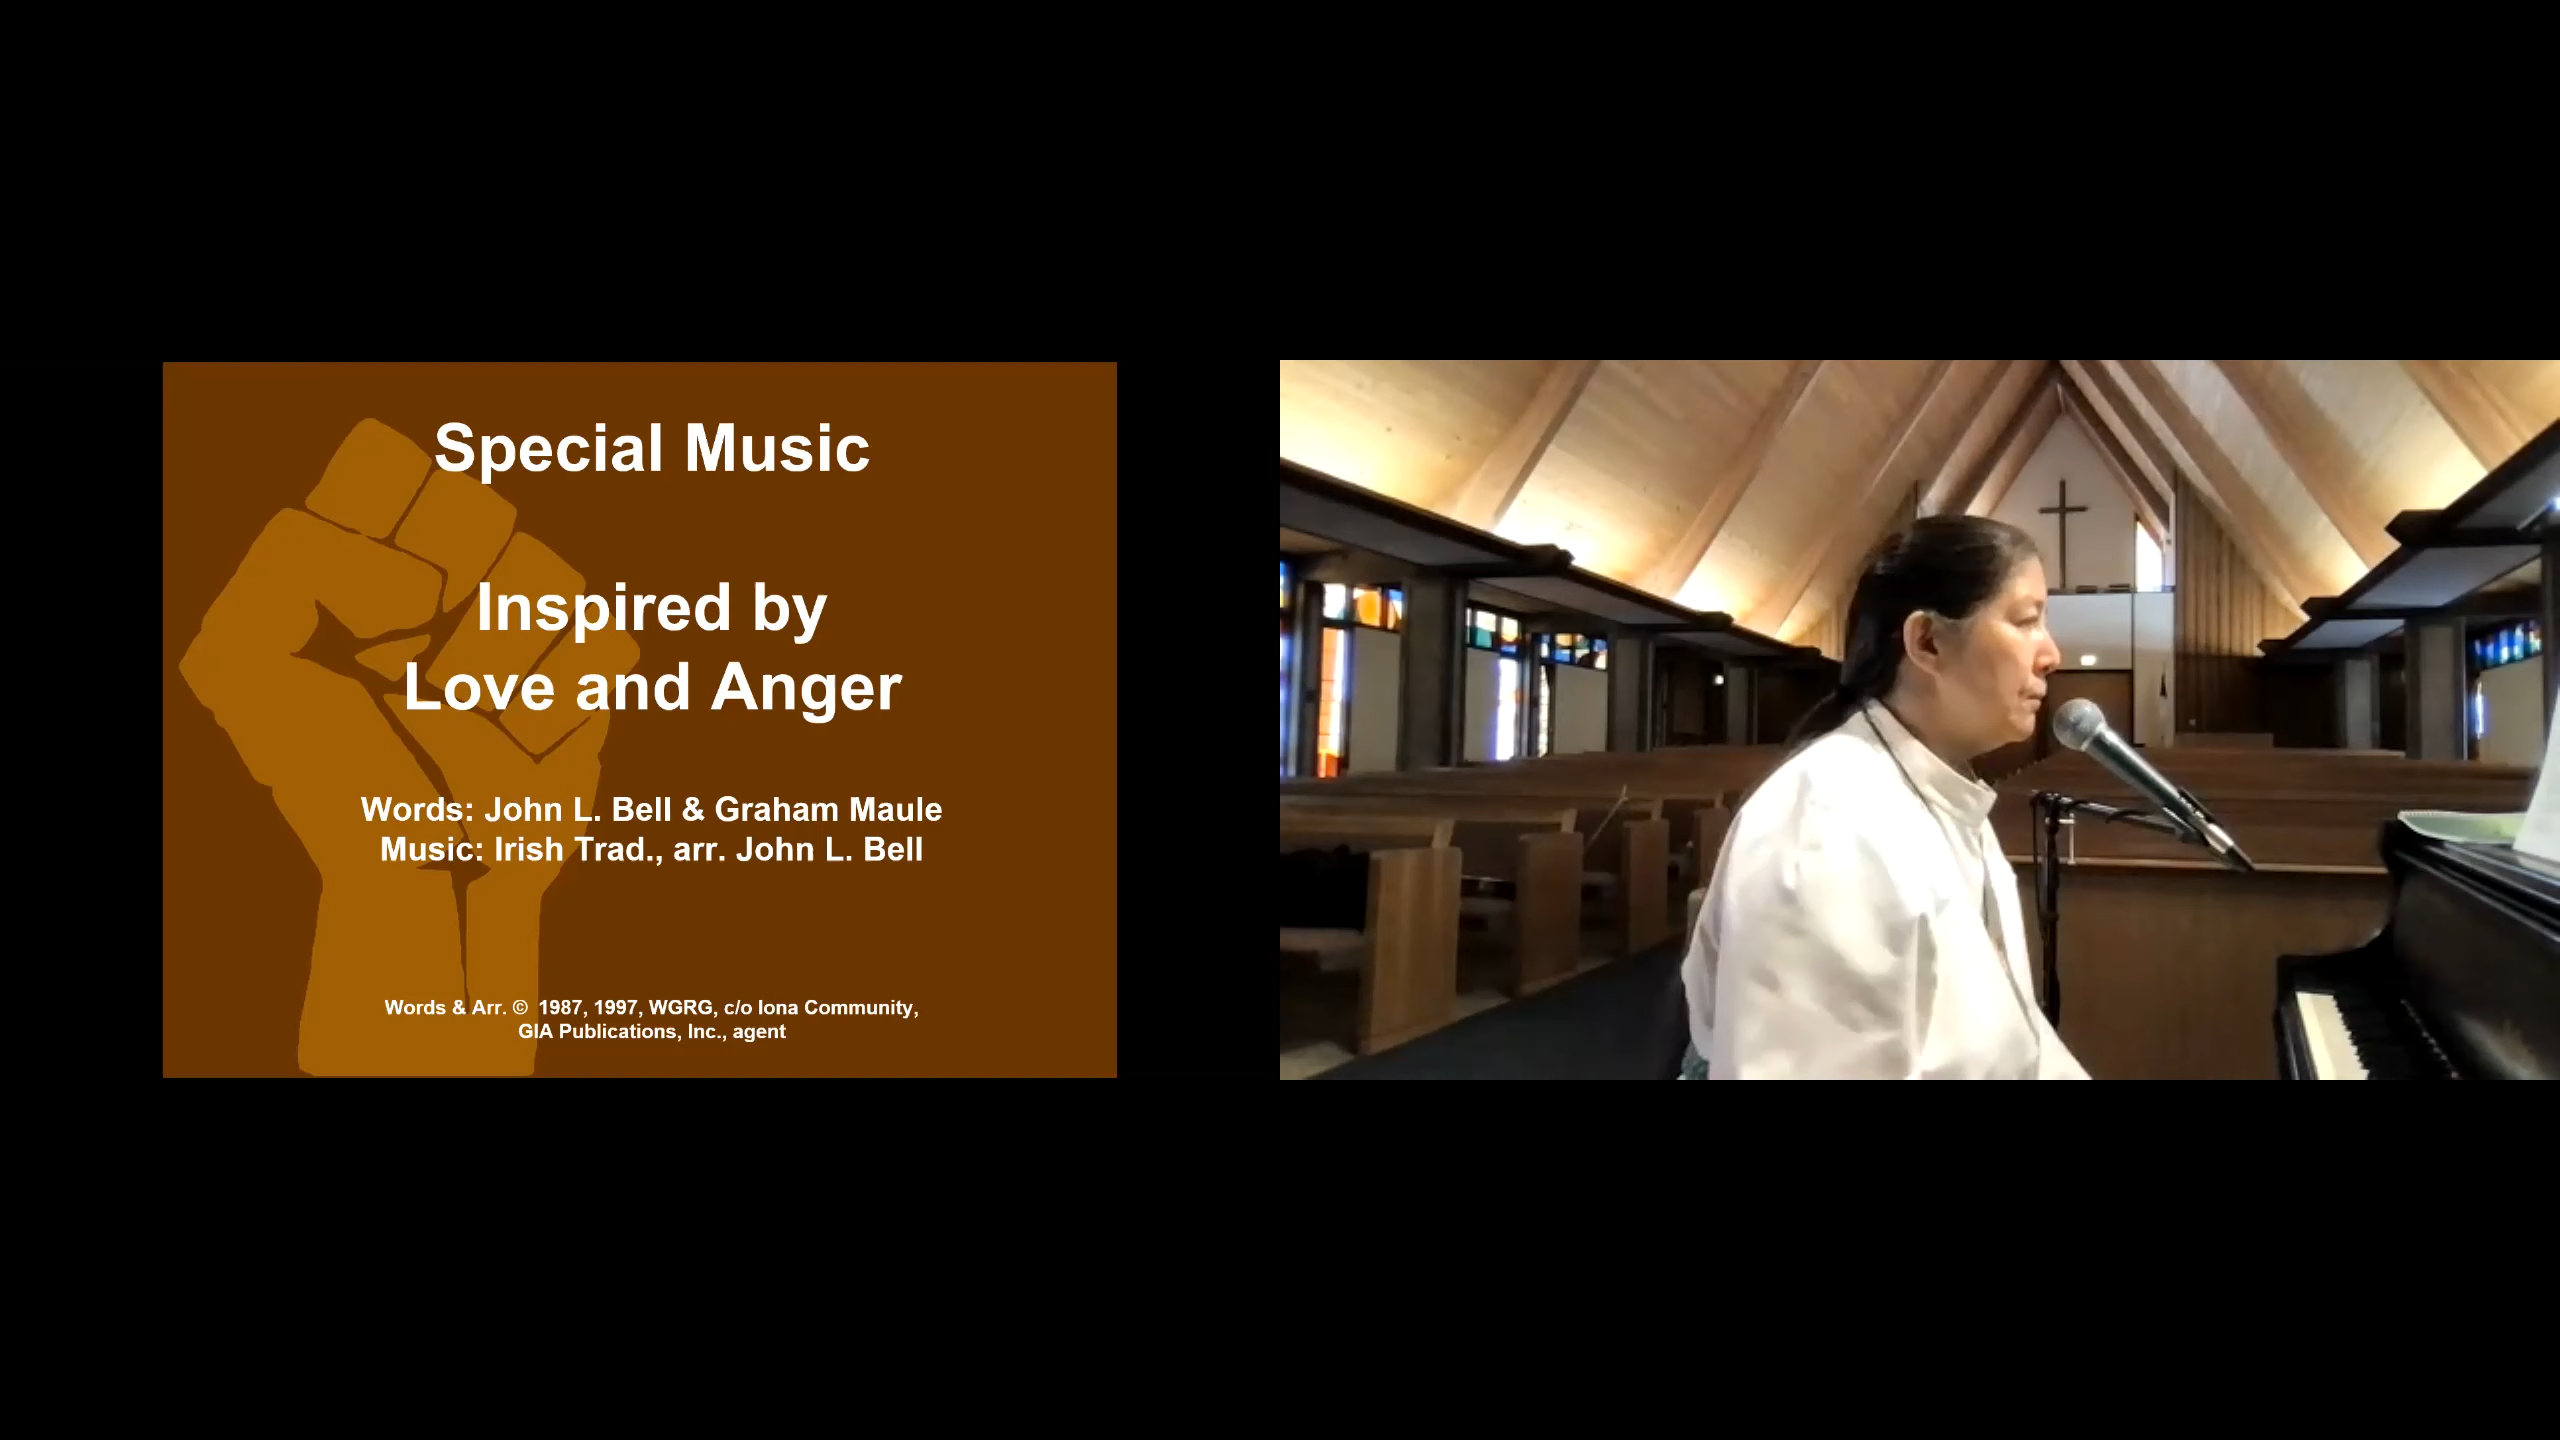 Special Music
Inspired by
Love and Anger
Words: John L. Bell & Graham Maule
Music: Irish Trad., arr. John L. Bell
Words & Arr. © 1987, 1997, WGRG, c/o Iona Community,
GIA Publications, Inc., agent